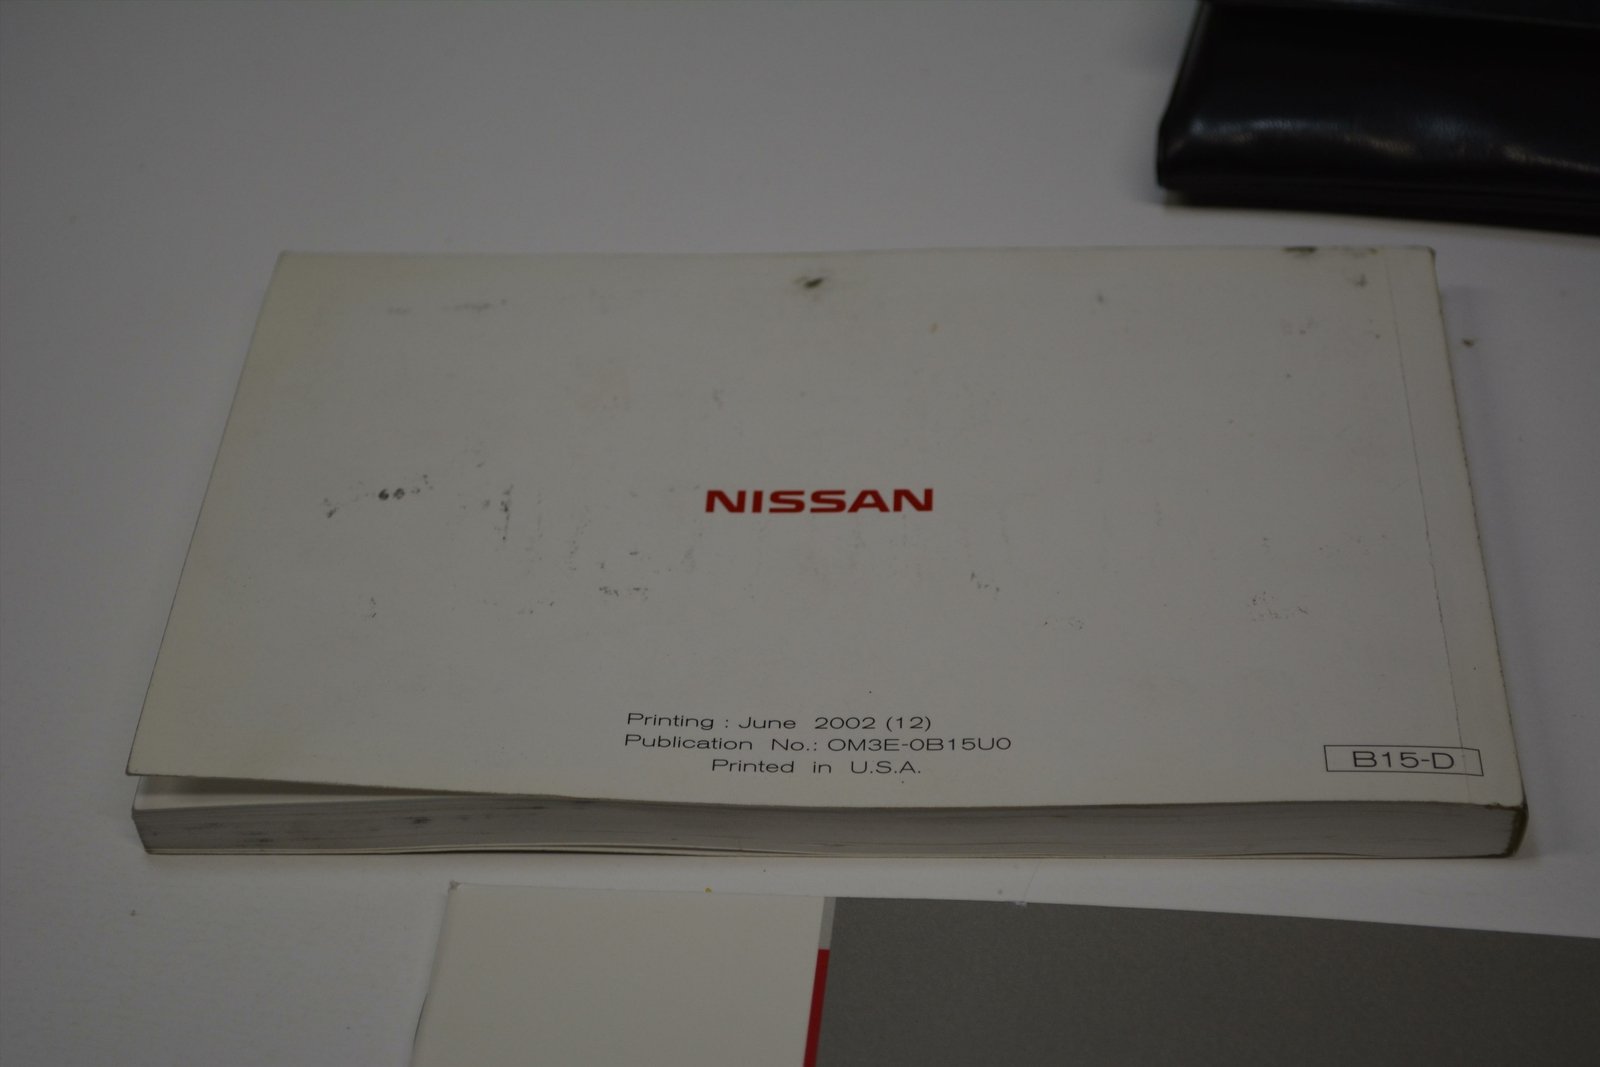 NISSAN
Printing : June 2002 (12)
Publication No.: OM3E-0B15U0
Printed in U.S.A.
B15-D